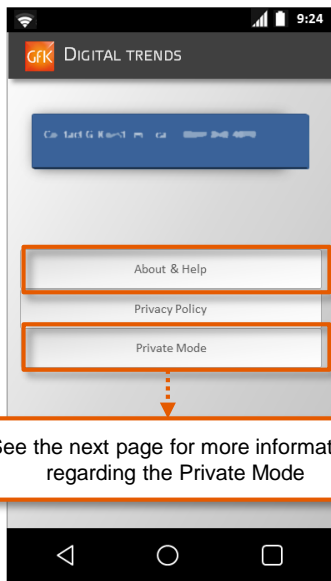 9:24
GfK DIGITAL TRENDS
About & Help
Privacy Policy
Private Mode
See the next page for more informat
regarding the Private Mode